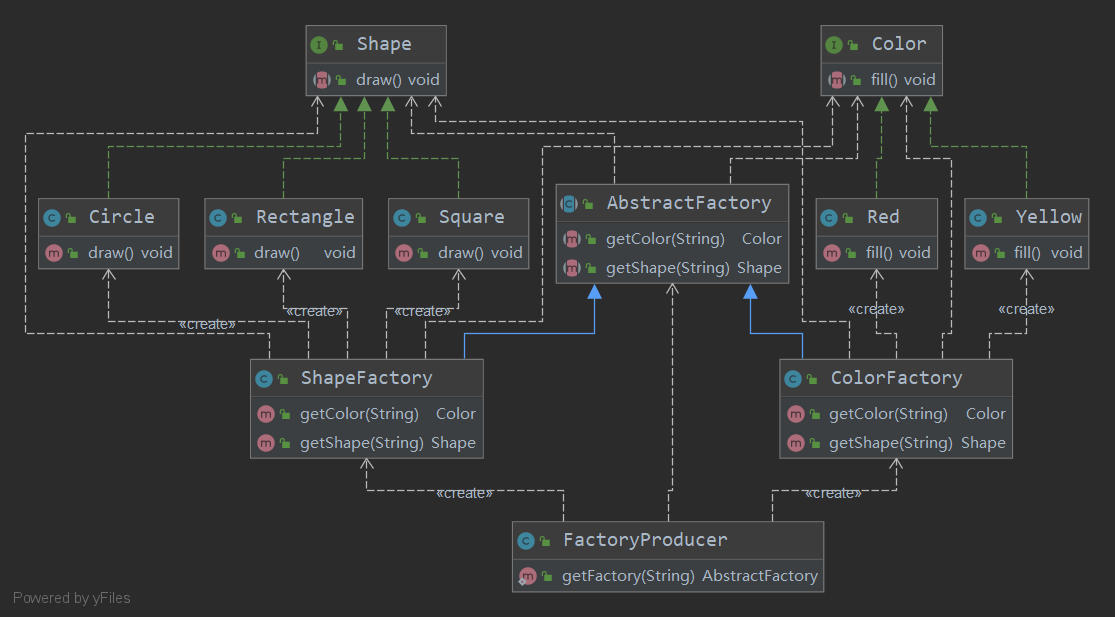 Shape
draw() void
Color
fill() void
Circle
draw() void
Rectangle
draw() void
Square
draw() void
AbstractFactory
getColor(String) Color
getShape(String) Shape
Red
fill() void
Yellow
fill() void
«create»
«create»
«create»
«create»
«create»
ShapeFactory
getColor(String) Color
getShape(String) Shape
ColorFactory
getColor(String) Color
getShape(String) Shape
«create»
«create»
FactoryProducer
getFactory(String) AbstractFactory
Powered by yFiles